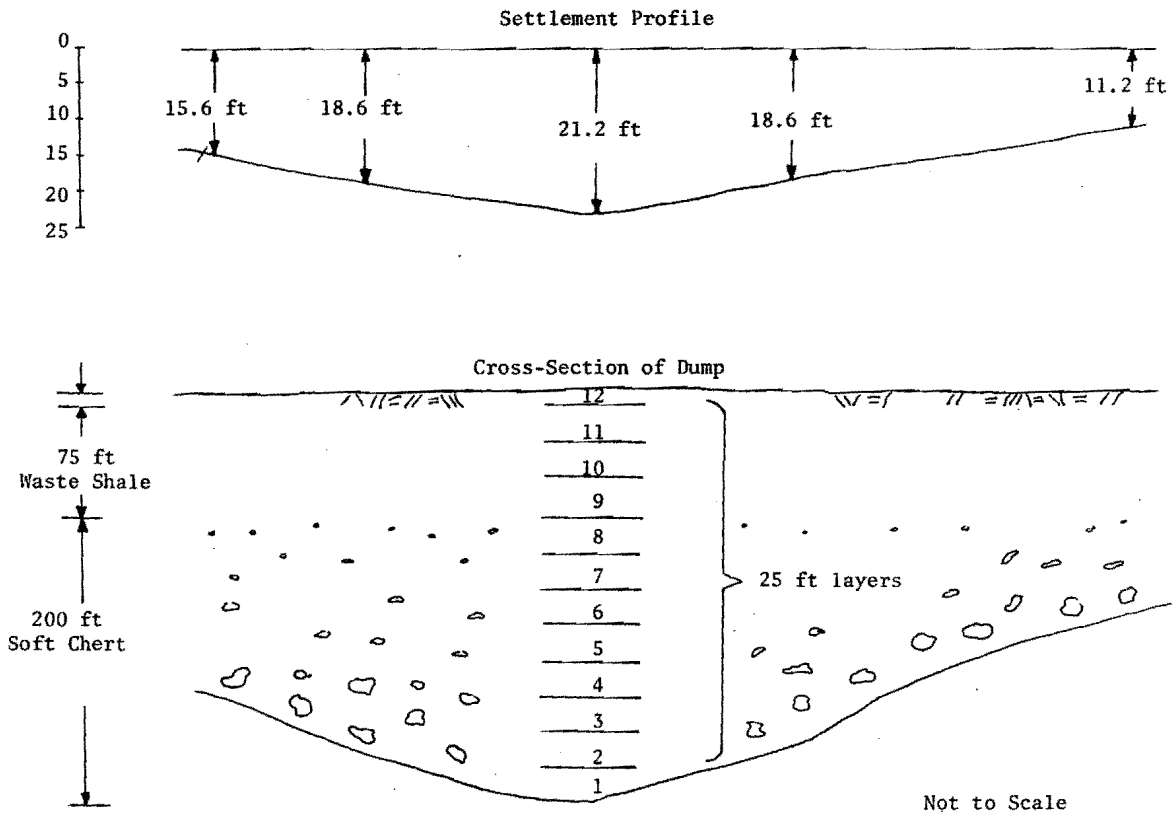 Settlement Profile
0
5
10
15
20
25
15.6 ft
18.6 ft
21.2 ft
18.6 ft
11.2 ft
Cross-Section of Dump
75 ft
Waste Shale
200 ft
Soft Chert
12
11
10
9
8
7
6
5
4
3
2
1
25 ft layers
Not to Scale